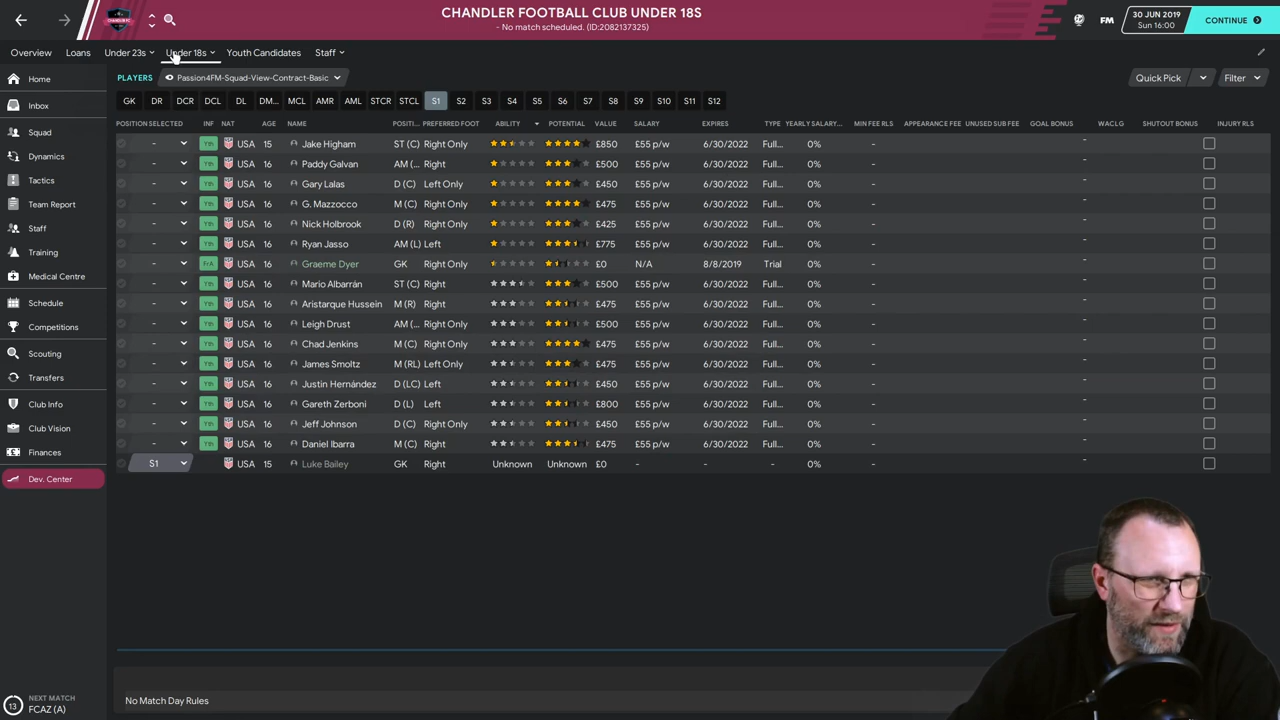 CHANDLER FOOTBALL CLUB UNDER 18S
- No match scheduled. (ID:2082137325)
FM
30 JUN 2019
Sun 16:00
CONTINUE
Overview Loans Under 23s Under 18s Youth Candidates Staff
PLAYERS Passion4FM-Squad-View-Contract-Basic Quick Pick Filter
GK DR DCR DCL DL DM... MCL AMR AML STCR STCL S1 S2 S3 S4 S5 S6 S7 S8 S9 S10 S11 S12
POSITION SELECTED INF NAT AGE NAME POSITI... PREFERRED FOOT ABILITY POTENTIAL VALUE SALARY EXPIRES TYPE YEARLY SALARY... MIN FEE RLS APPEARANCE FEE UNUSED SUB FEE GOAL BONUS WACLG SHUTOUT BONUS INJURY RLS
- Yth USA 15 Jake Higham ST (C) Right Only £850 £55 p/w 6/30/2022 Full... 0% - -
- Yth USA 16 Paddy Galvan AM (... Right £500 £55 p/w 6/30/2022 Full... 0% - -
- Yth USA 16 Gary Lalas D (C) Left Only £450 £55 p/w 6/30/2022 Full... 0% - -
- Yth USA 16 G. Mazzocco M (C) Right Only £475 £55 p/w 6/30/2022 Full... 0% - -
- Yth USA 16 Nick Holbrook D (R) Right Only £425 £55 p/w 6/30/2022 Full... 0% - -
- Yth USA 16 Ryan Jasso AM (L) Left £775 £55 p/w 6/30/2022 Full... 0% - -
- FrA USA 16 Graeme Dyer GK Right Only £0 N/A 8/8/2019 Trial 0% - -
- Yth USA 16 Mario Albarrán ST (C) Right Only £500 £55 p/w 6/30/2022 Full... 0% - -
- Yth USA 16 Aristarque Hussein M (R) Right £475 £55 p/w 6/30/2022 Full... 0% - -
- Yth USA 16 Leigh Drust AM (... Right Only £500 £55 p/w 6/30/2022 Full... 0% - -
- Yth USA 16 Chad Jenkins M (C) Right Only £475 £55 p/w 6/30/2022 Full... 0% - -
- Yth USA 16 James Smoltz M (RL) Left Only £475 £55 p/w 6/30/2022 Full... 0% - -
- Yth USA 16 Justin Hernández D (LC) Left £450 £55 p/w 6/30/2022 Full... 0% - -
- Yth USA 16 Gareth Zerboni D (L) Left £800 £55 p/w 6/30/2022 Full... 0% - -
- Yth USA 16 Jeff Johnson D (C) Right Only £450 £55 p/w 6/30/2022 Full... 0% - -
- Yth USA 16 Daniel Ibarra M (C) Right £475 £55 p/w 6/30/2022 Full... 0% - -
S1 USA 15 Luke Bailey GK Right Unknown Unknown £0 - - - 0% - -
Home
Inbox
Squad
Dynamics
Tactics
Team Report
Staff
Training
Medical Centre
Schedule
Competitions
Scouting
Transfers
Club Info
Club Vision
Finances
Dev. Center
13 NEXT MATCH
FCAZ (A)
No Match Day Rules